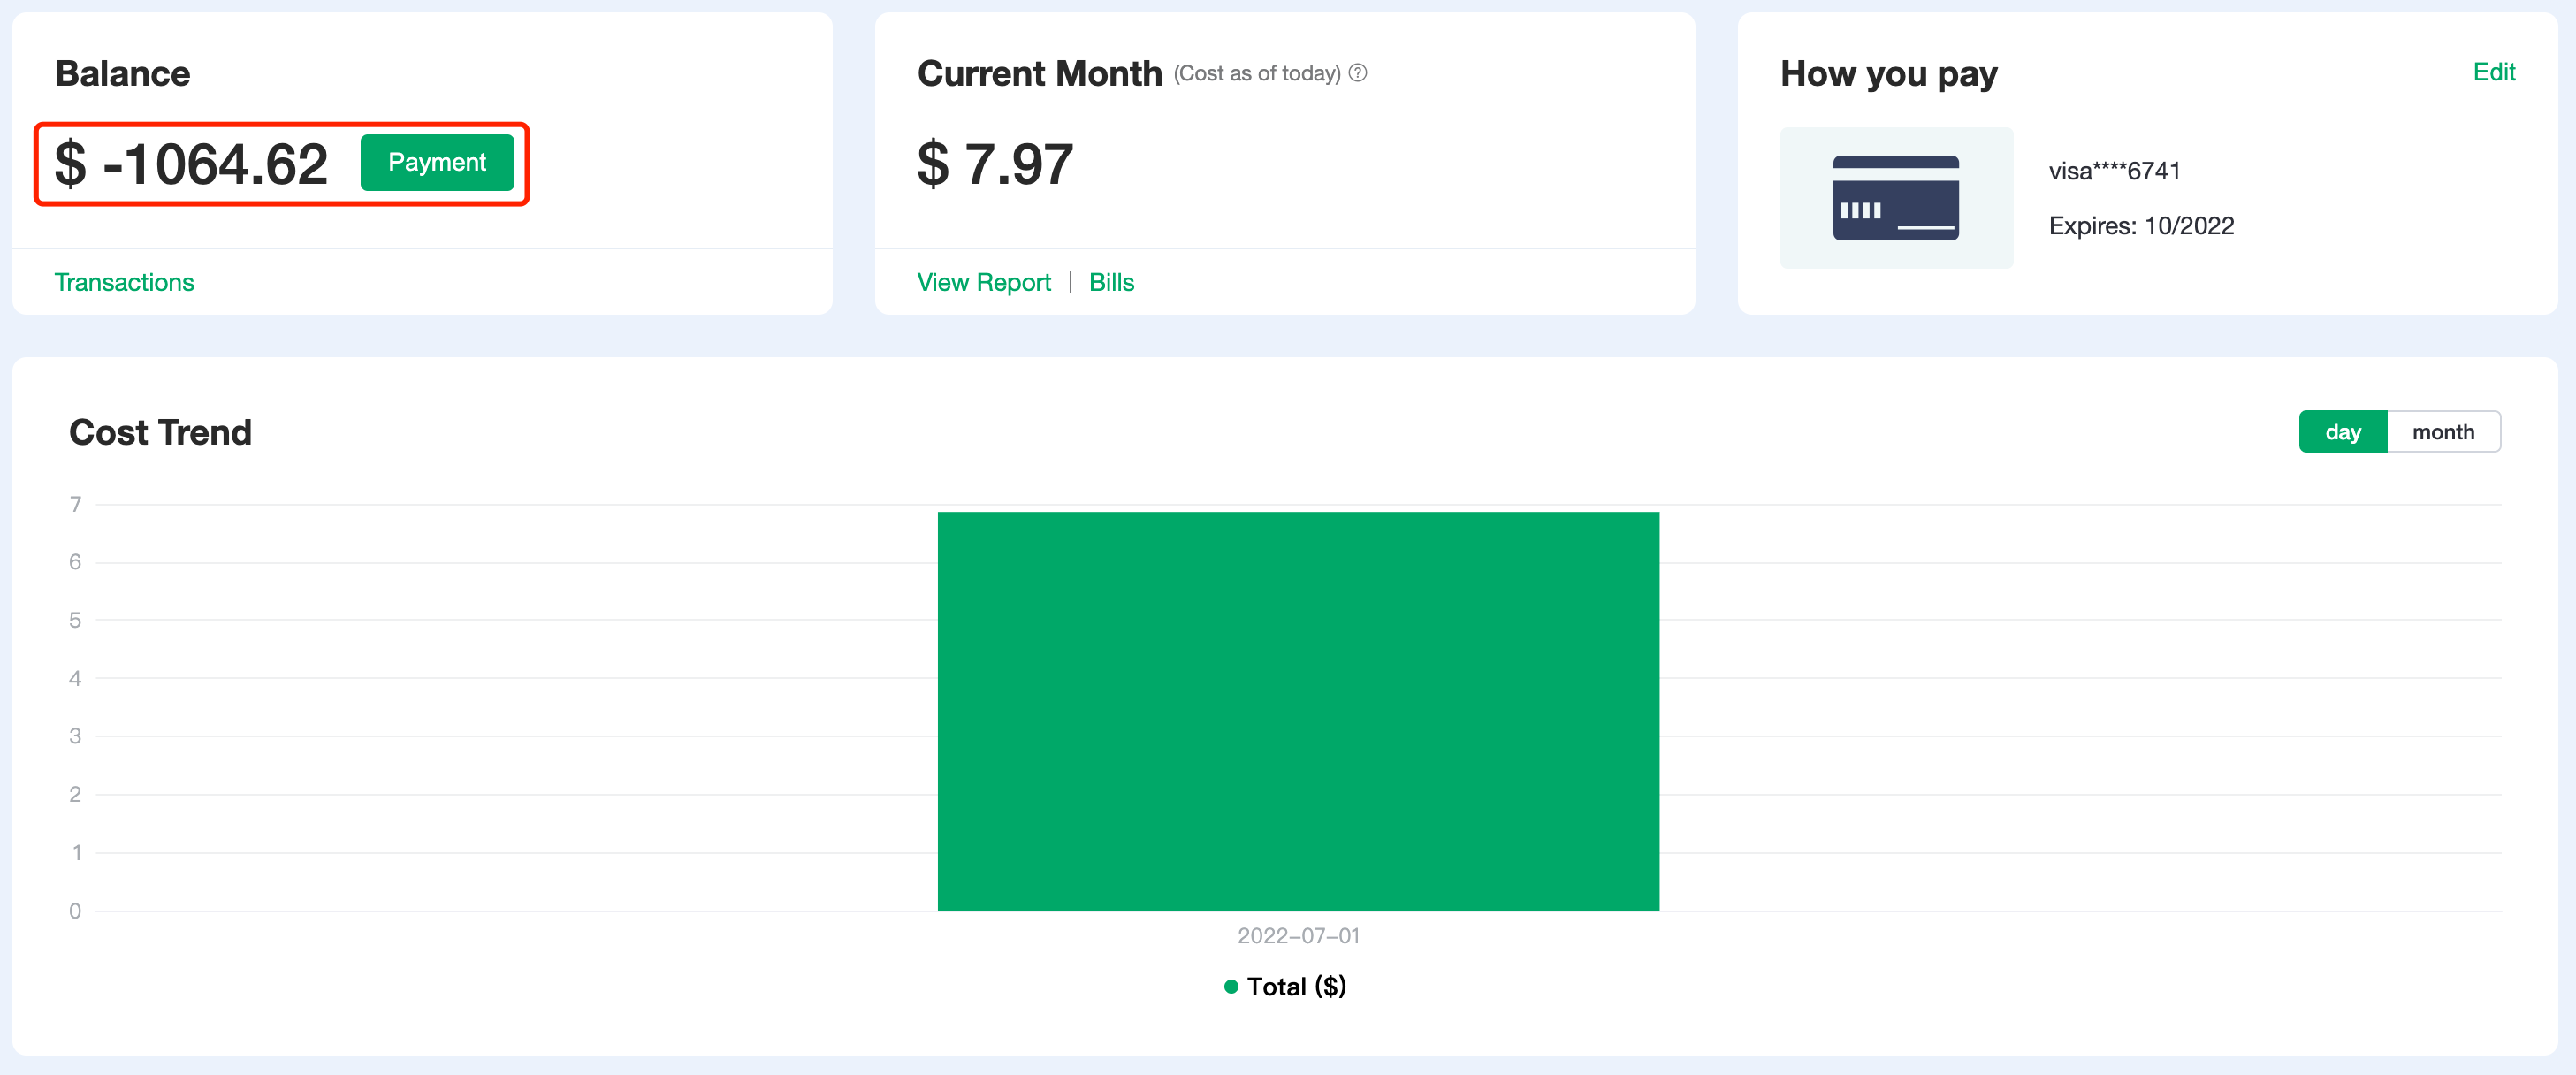 Balance
$ -1064.62 Payment
Transactions
Current Month (Cost as of today) ?
$ 7.97
View Report | Bills
How you pay Edit
visa****6741
Expires: 10/2022
Cost Trend day month
7
6
5
4
3
2
1
0
2022-07-01
Total ($)